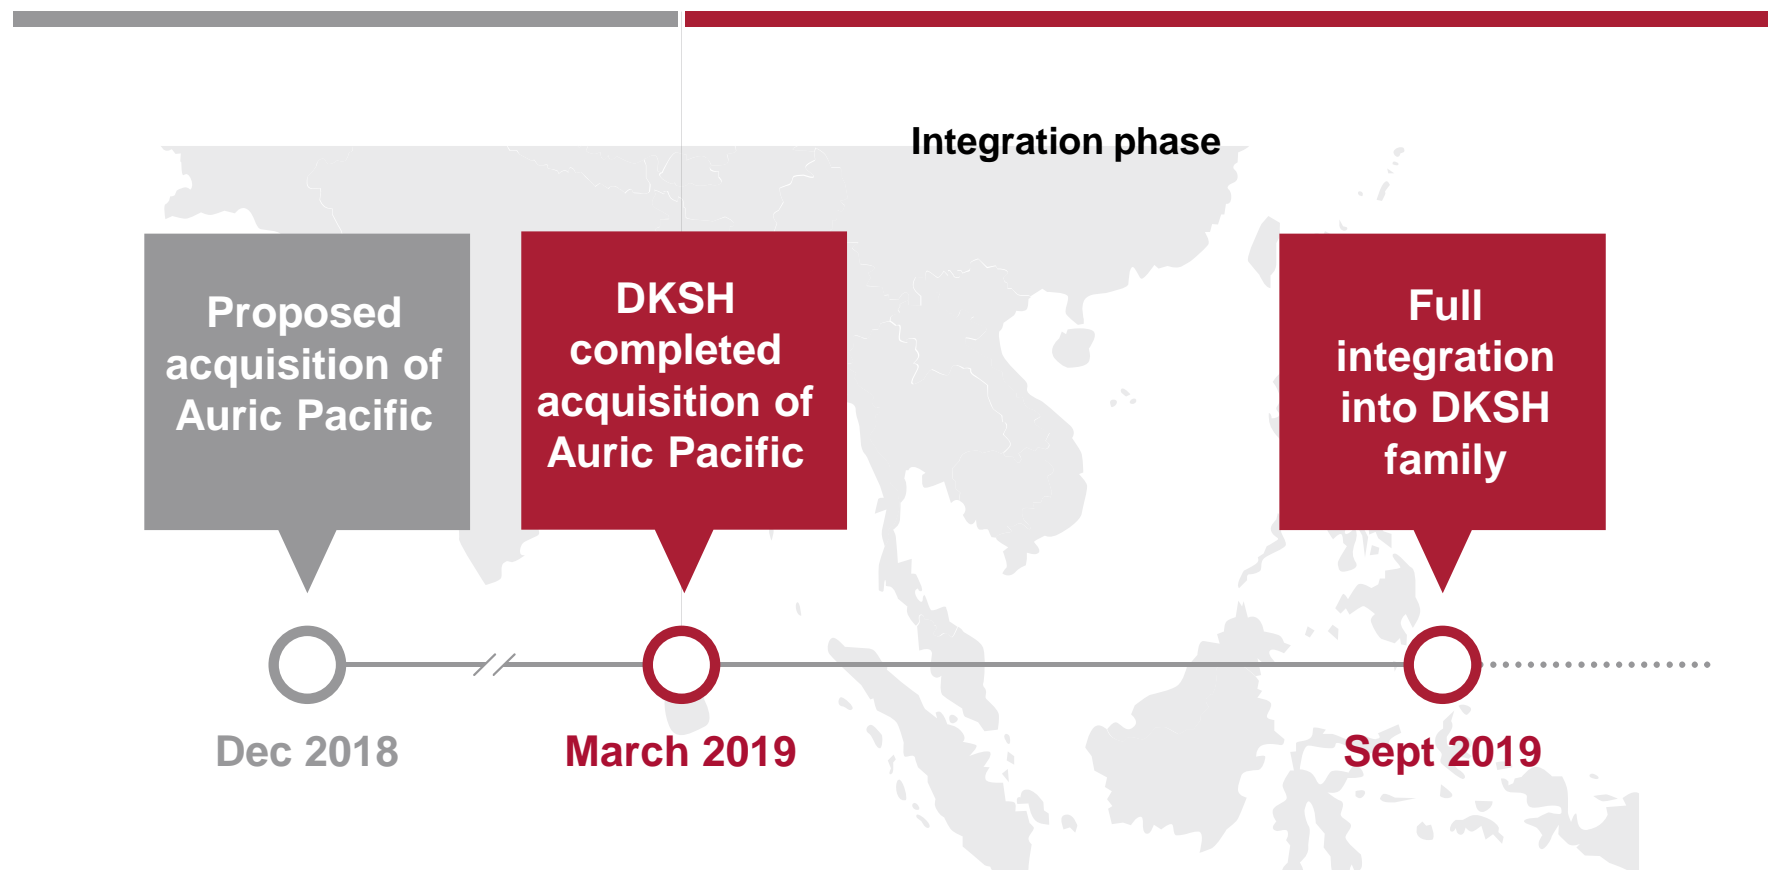 Integration phase
Proposed
acquisition of
Auric Pacific
DKSH
completed
acquisition of
Auric Pacific
Full
integration
into DKSH
family
Dec 2018
March 2019
Sept 2019